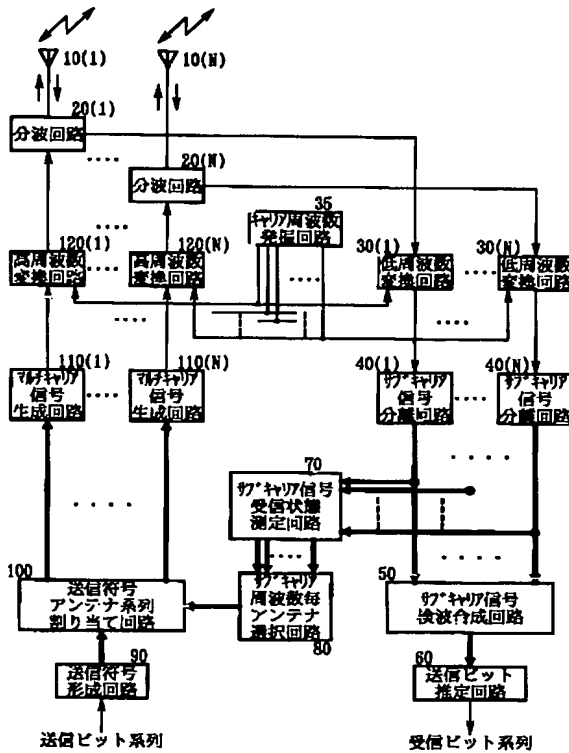 10(1)
10(N)
20(1)
分波回路
20(N)
分波回路
35
キャリア周波数
発振回路
120(1)
高周波数
変換回路
120(N)
高周波数
変換回路
30(1)
低周波数
変換回路
30(N)
低周波数
変換回路
110(1)
マルチキャリア
信号
生成回路
110(N)
マルチキャリア
信号
生成回路
40(1)
サブキャリア
信号
分離回路
40(N)
サブキャリア
信号
分離回路
70
サブキャリア信号
受信状態
測定回路
100
送信符号
アンテナ系列
割り当て回路
サブキャリア
周波数毎
アンテナ
選択回路
80
50
サブキャリア信号
検波合成回路
90
送信符号
形成回路
60
送信ビット
推定回路
送信ビット系列
受信ビット系列